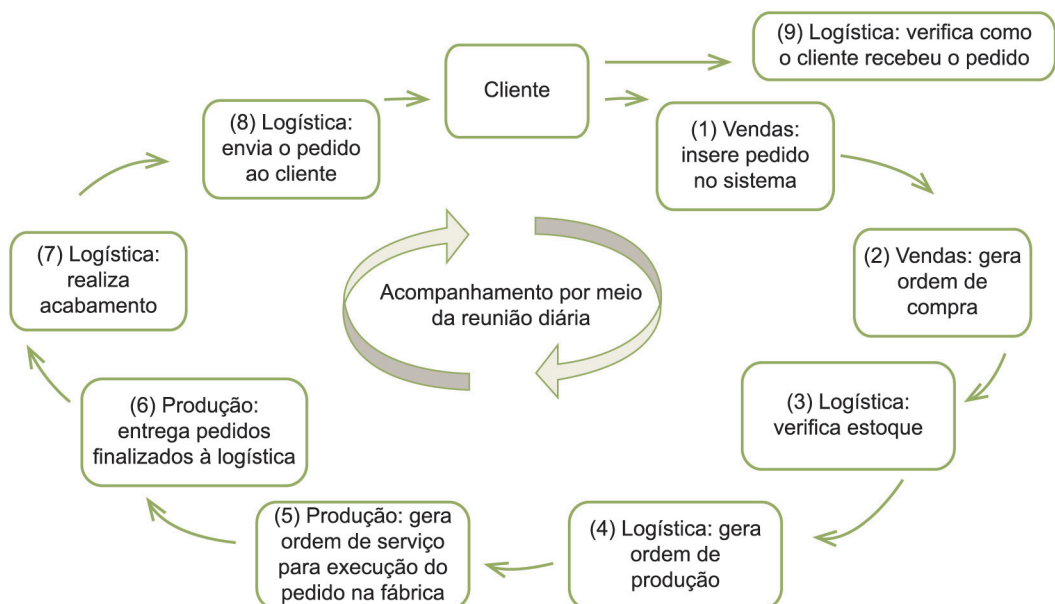 Cliente
(9) Logística: verifica como
o cliente recebeu o pedido
(1) Vendas:
insere pedido
no sistema
(2) Vendas: gera
ordem de
compra
(3) Logística:
verifica estoque
(4) Logística: gera
ordem de
produção
(5) Produção: gera
ordem de serviço
para execução do
pedido na fábrica
(6) Produção:
entrega pedidos
finalizados à logística
(7) Logística:
realiza
acabamento
(8) Logística:
envia o pedido
ao cliente
Acompanhamento por meio
da reunião diária